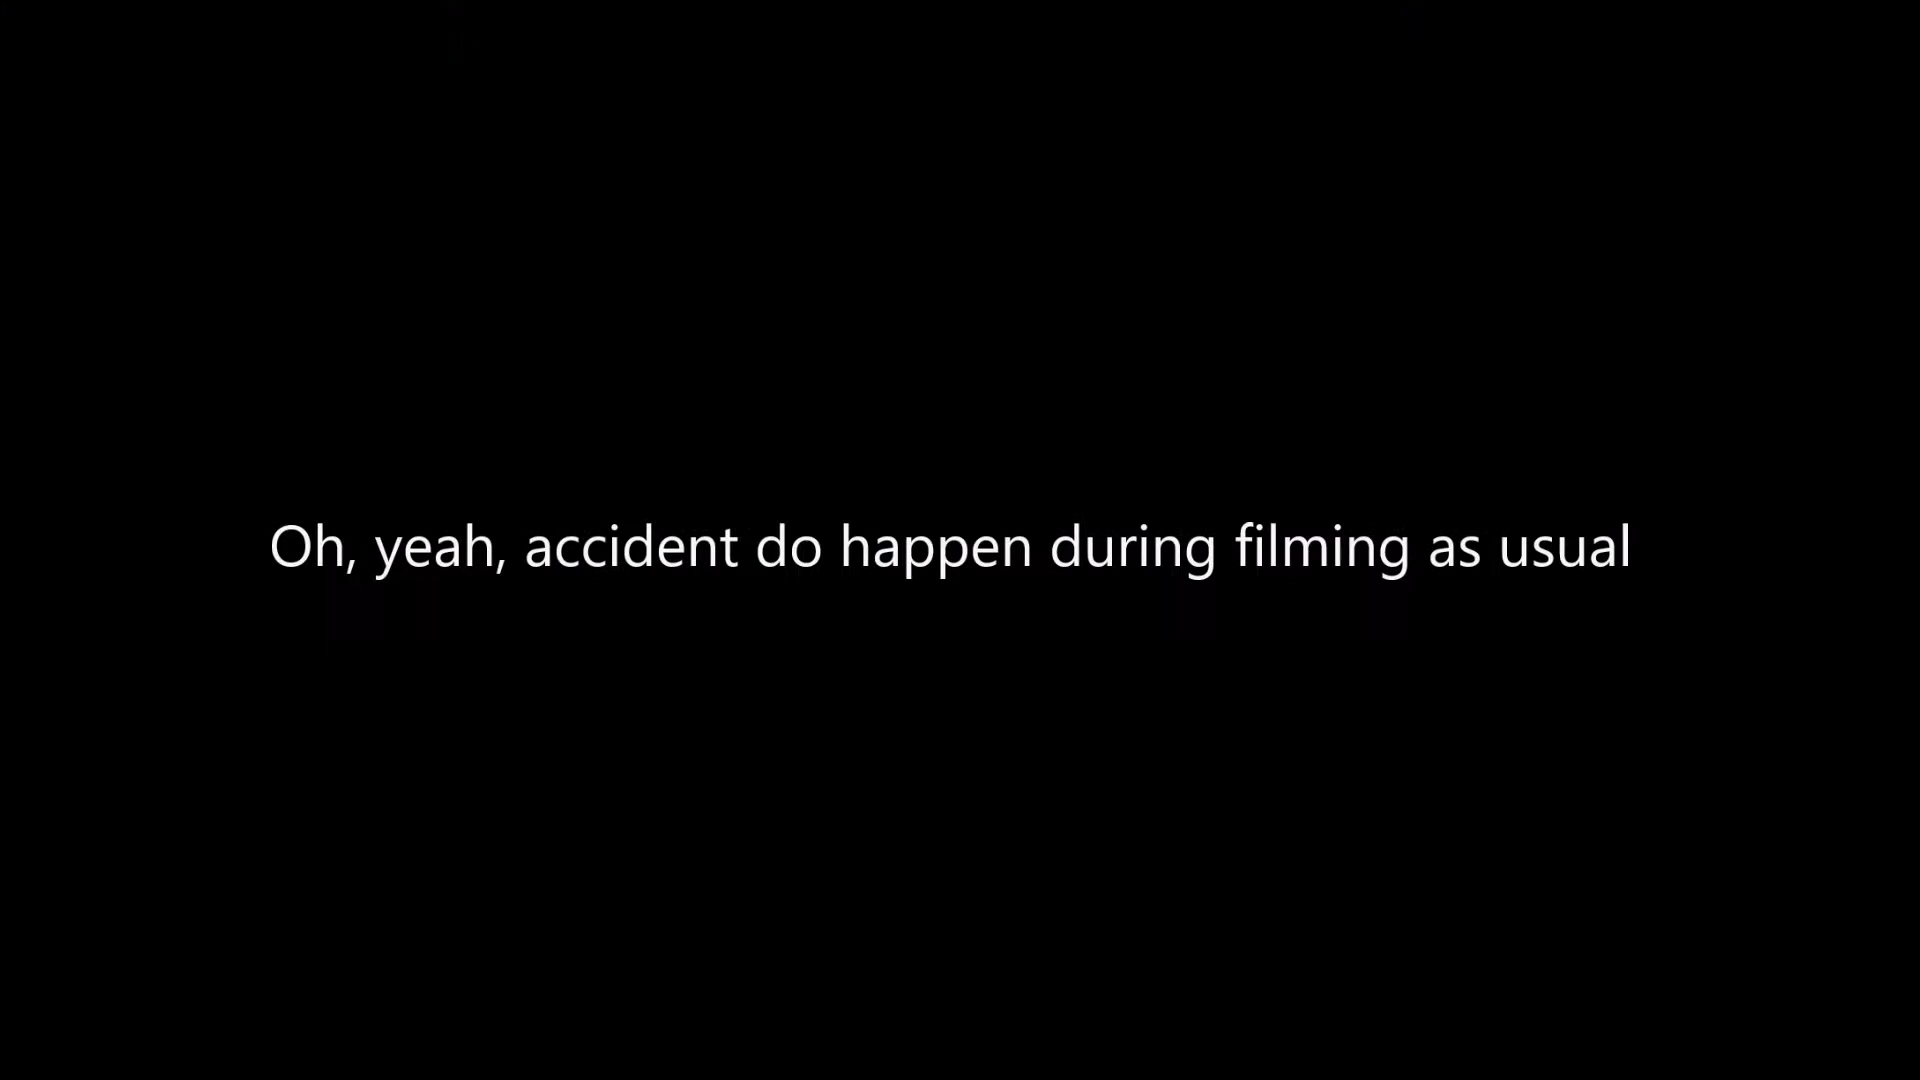 Oh, yeah, accident do happen during filming as usual